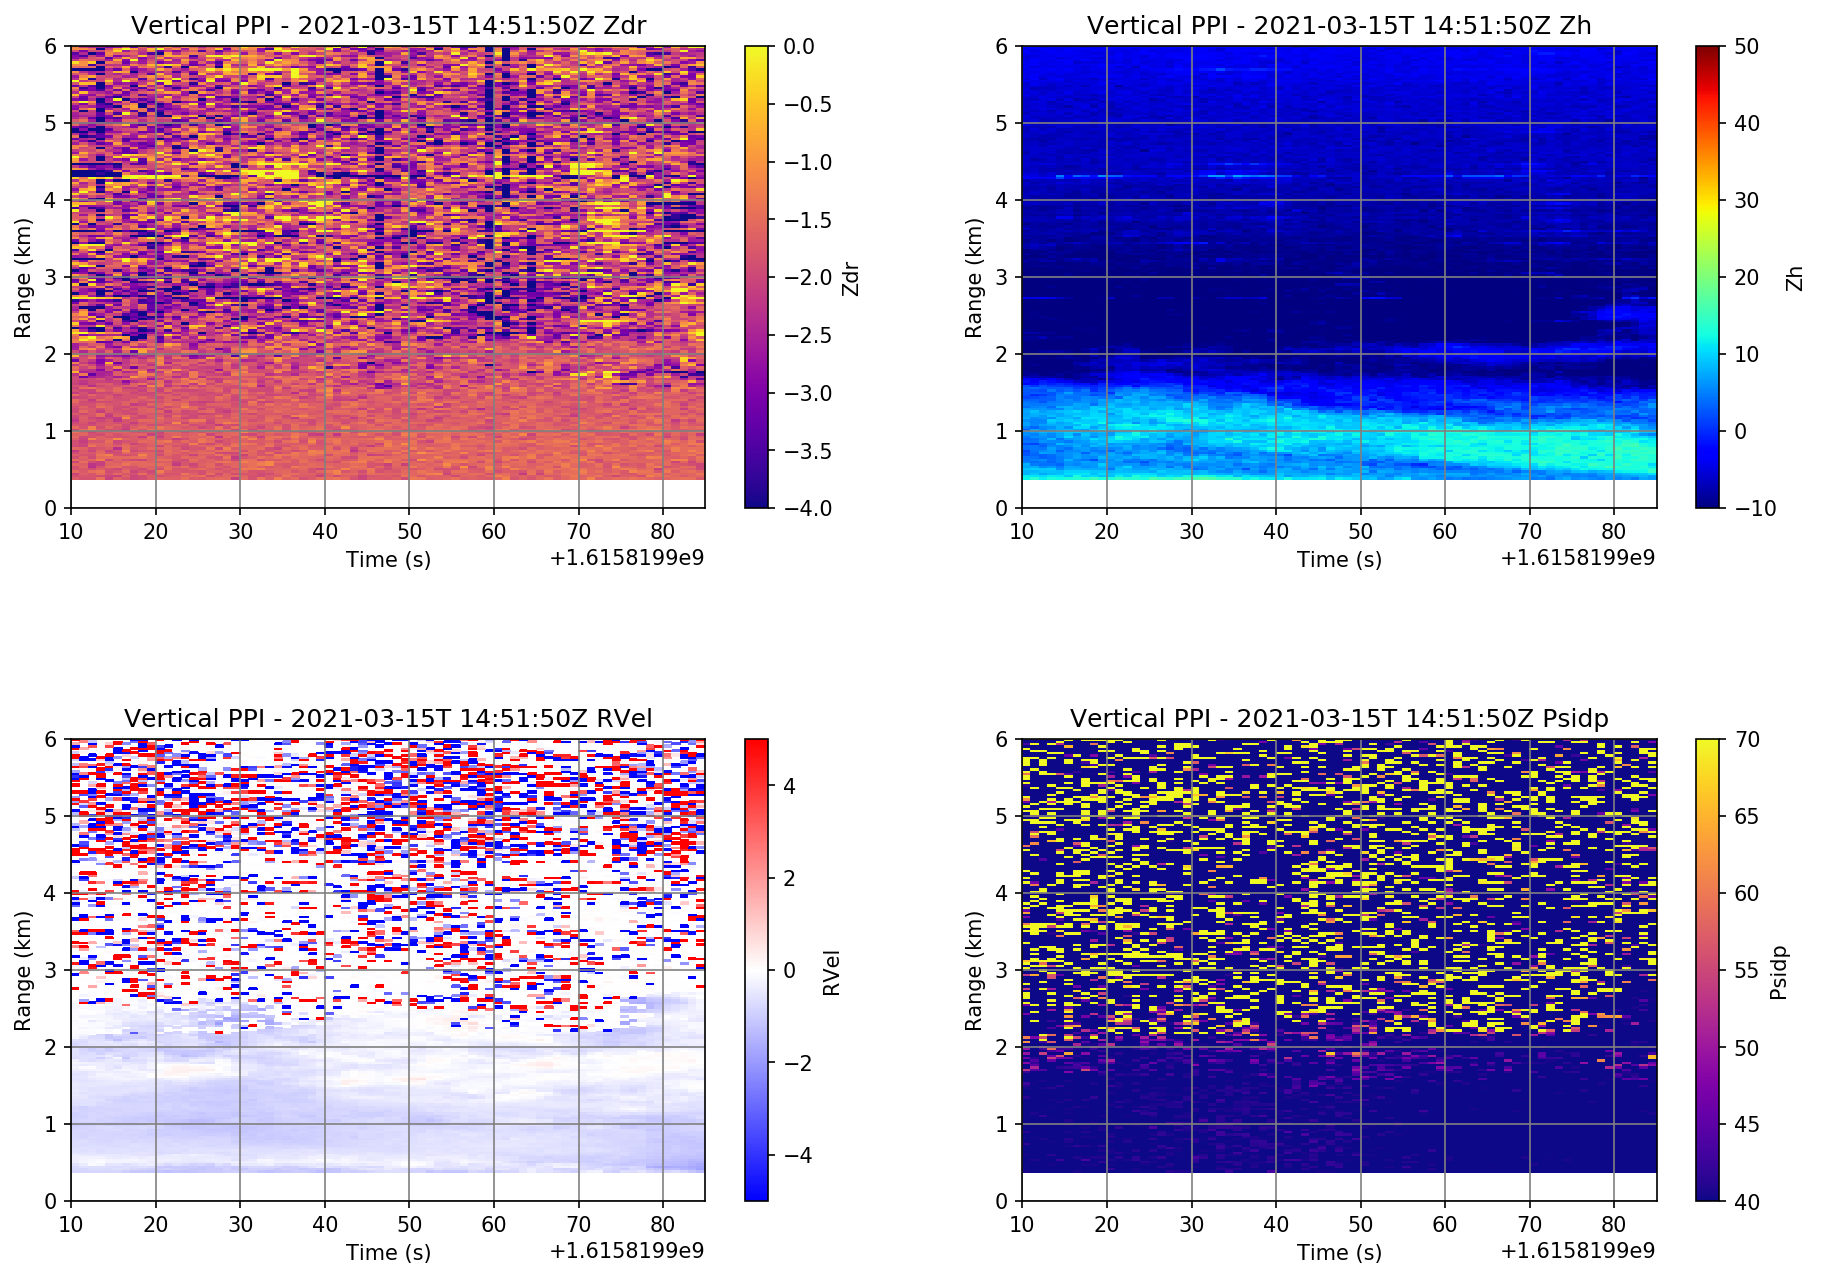 Vertical PPI - 2021-03-15T 14:51:50Z Zdr
6
5
4
3
2
1
0
Range (km)
10 20 30 40 50 60 70 80
Time (s)
+1.6158199e9
0.0
−0.5
−1.0
−1.5
−2.0
−2.5
−3.0
−3.5
−4.0
Zdr
Vertical PPI - 2021-03-15T 14:51:50Z Zh
6
5
4
3
2
1
0
Range (km)
10 20 30 40 50 60 70 80
Time (s)
+1.6158199e9
50
40
30
20
10
0
−10
Zh
Vertical PPI - 2021-03-15T 14:51:50Z RVel
6
5
4
3
2
1
0
Range (km)
10 20 30 40 50 60 70 80
Time (s)
+1.6158199e9
4
2
0
−2
−4
RVel
Vertical PPI - 2021-03-15T 14:51:50Z Psidp
6
5
4
3
2
1
0
Range (km)
10 20 30 40 50 60 70 80
Time (s)
+1.6158199e9
70
65
60
55
50
45
40
Psidp